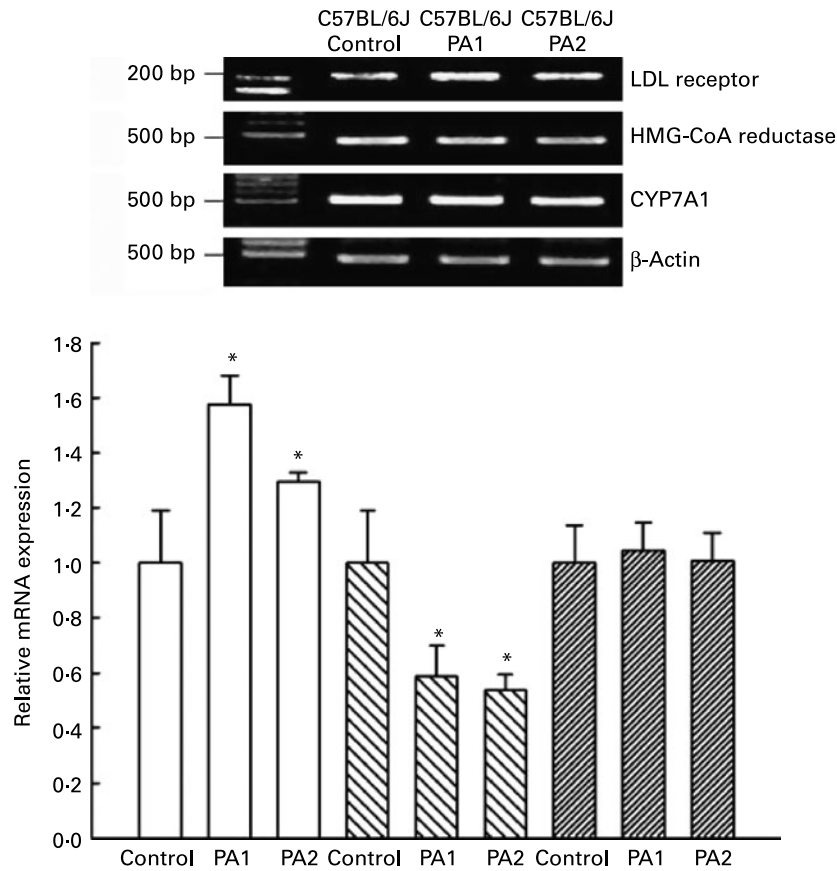 C57BL/6J C57BL/6J C57BL/6J
Control PA1 PA2
200 bp LDL receptor
500 bp HMG-CoA reductase
500 bp CYP7A1
500 bp β-Actin
1·8
*
1·6
*
1·4
1·2
1·0
0·8
* *
0·6
0·4
0·2
0·0
Relative mRNA expression
Control PA1 PA2 Control PA1 PA2 Control PA1 PA2